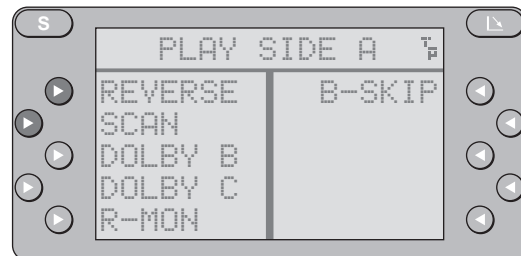 S
PLAY SIDE A
REVERSE B-SKIP
SCAN
DOLBY B
DOLBY C
R-MON